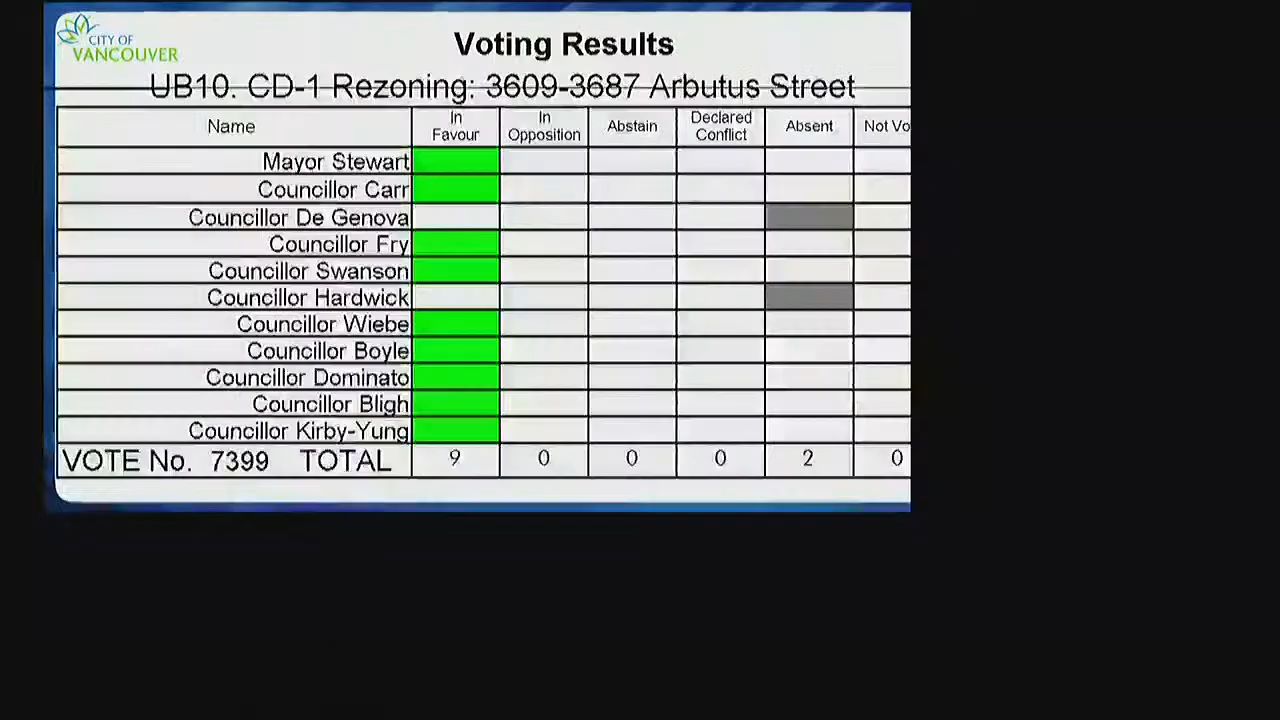 CITY OF
VANCOUVER
Voting Results
UB10. CD-1 Rezoning: 3609-3687 Arbutus Street
Name In Favour In Opposition Abstain Declared Conflict Absent Not Vo
Mayor Stewart
Councillor Carr
Councillor De Genova
Councillor Fry
Councillor Swanson
Councillor Hardwick
Councillor Wiebe
Councillor Boyle
Councillor Dominato
Councillor Bligh
Councillor Kirby-Yung
VOTE No. 7399 TOTAL 9 0 0 0 2 0